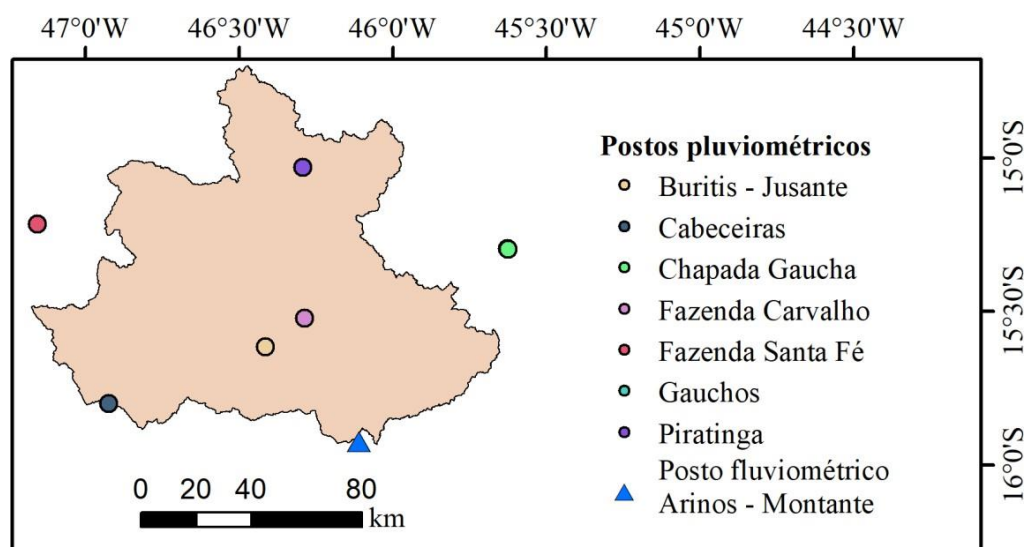 47°0'W 46°30'W 46°0'W 45°30'W 45°0'W 44°30'W
Postos pluviométricos
Buritis - Jusante
Cabeceiras
Chapada Gaucha
Fazenda Carvalho
Fazenda Santa Fé
Gauchos
Piratinga
Posto fluviométrico
Arinos - Montante
15°0'S
15°30'S
16°0'S
0 20 40 80
km